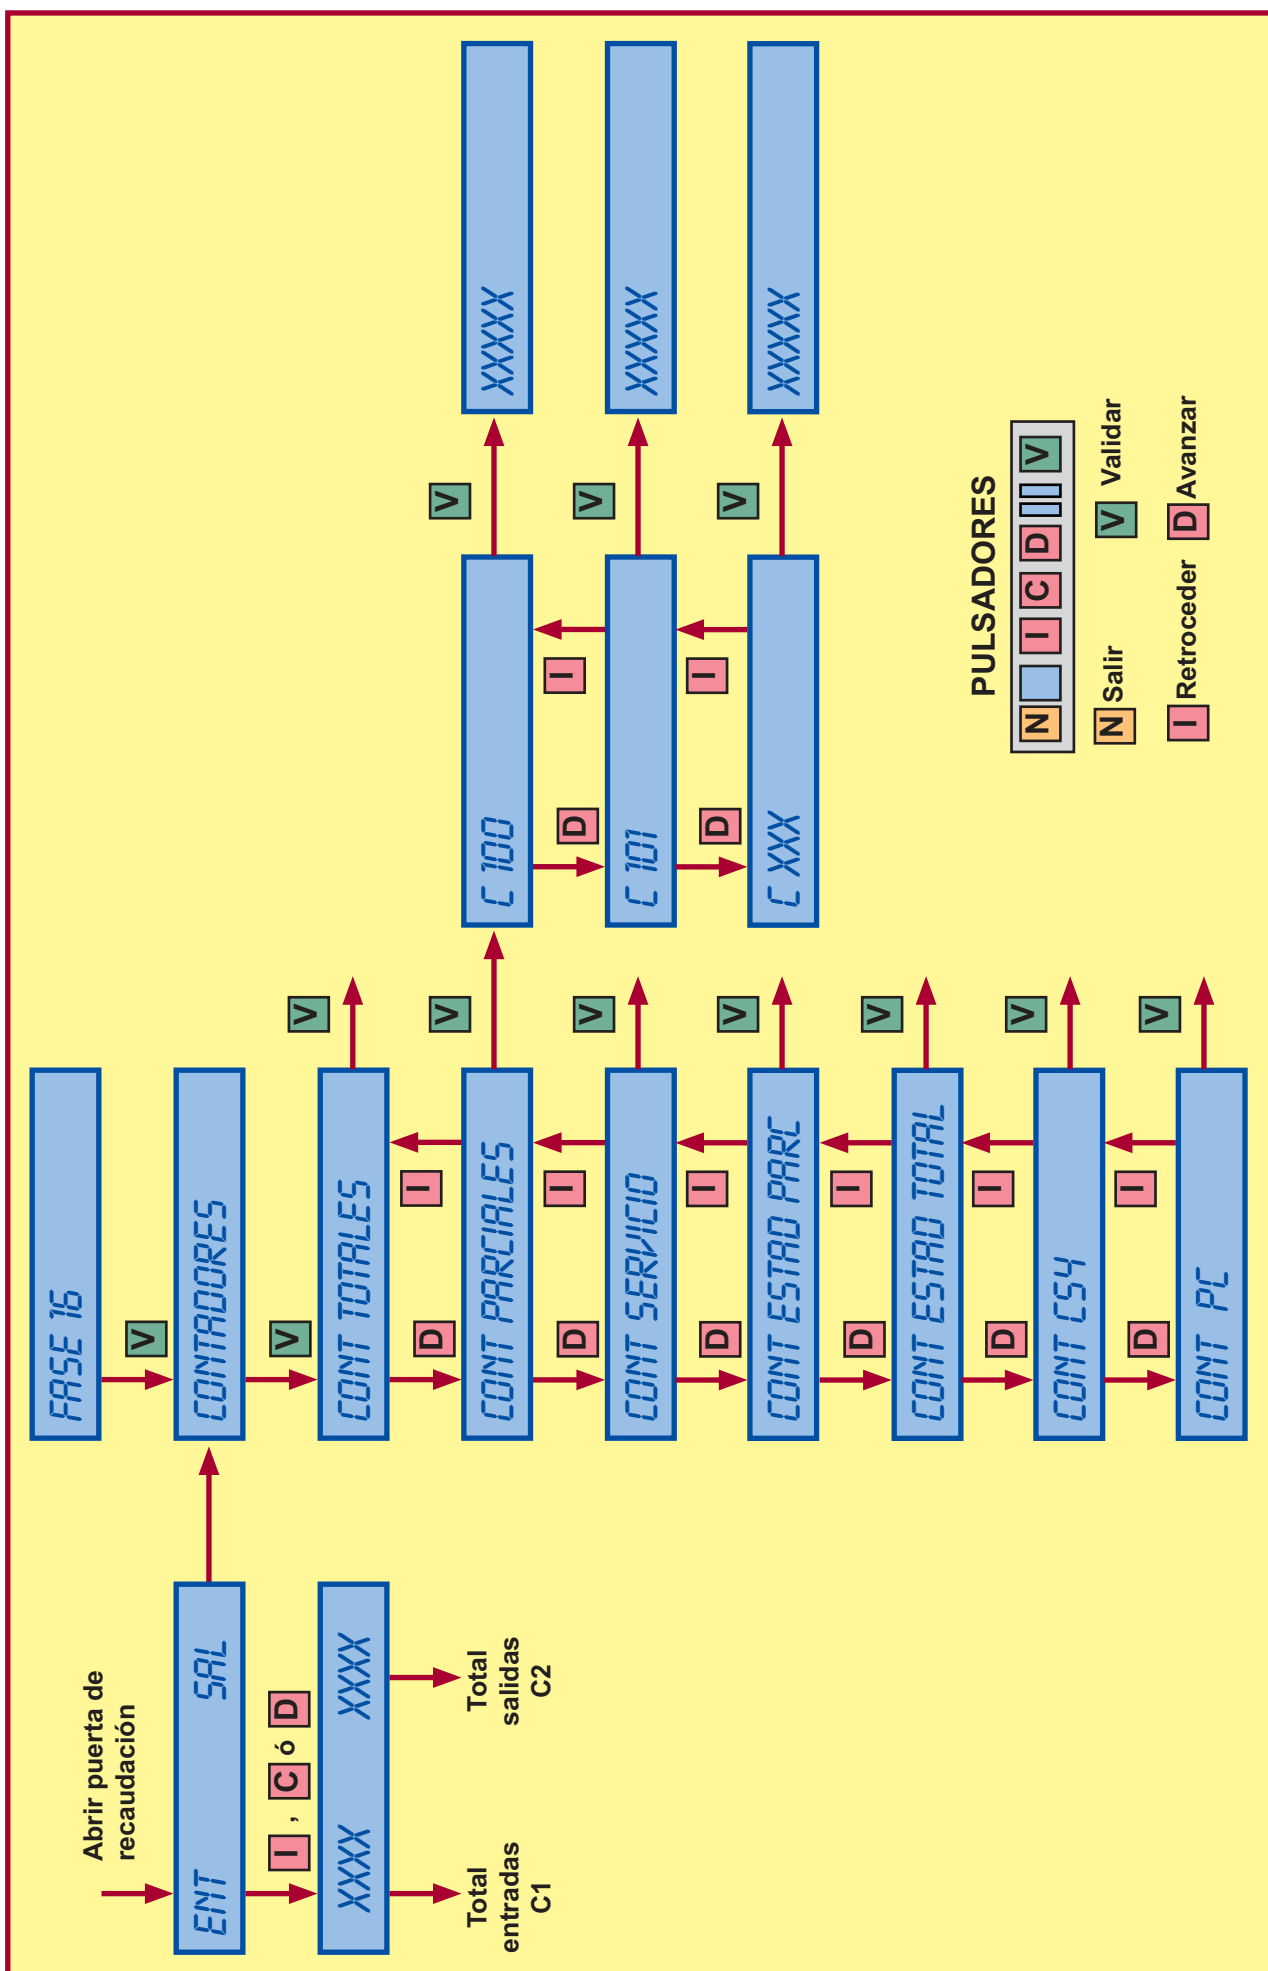 Abrir puerta de
recaudación
ENT SAL
I , C ó D
XXXX XXXX
Total
entradas
C1
Total
salidas
C2
FASE 16
V
CONTADORES
V
CONT TOTALES
V
D I
CONT PARCIALES
V
D I
CONT SERVICIO
V
D I
CONT ESTAD PARC
V
D I
CONT ESTAD TOTAL
V
D I
CONT CS4
V
D I
CONT PC
V
C 100
V
XXXXX
D I
C 101
V
XXXXX
D I
C XXX
V
XXXXX
PULSADORES
N I C D V
N Salir V Validar
I Retroceder D Avanzar